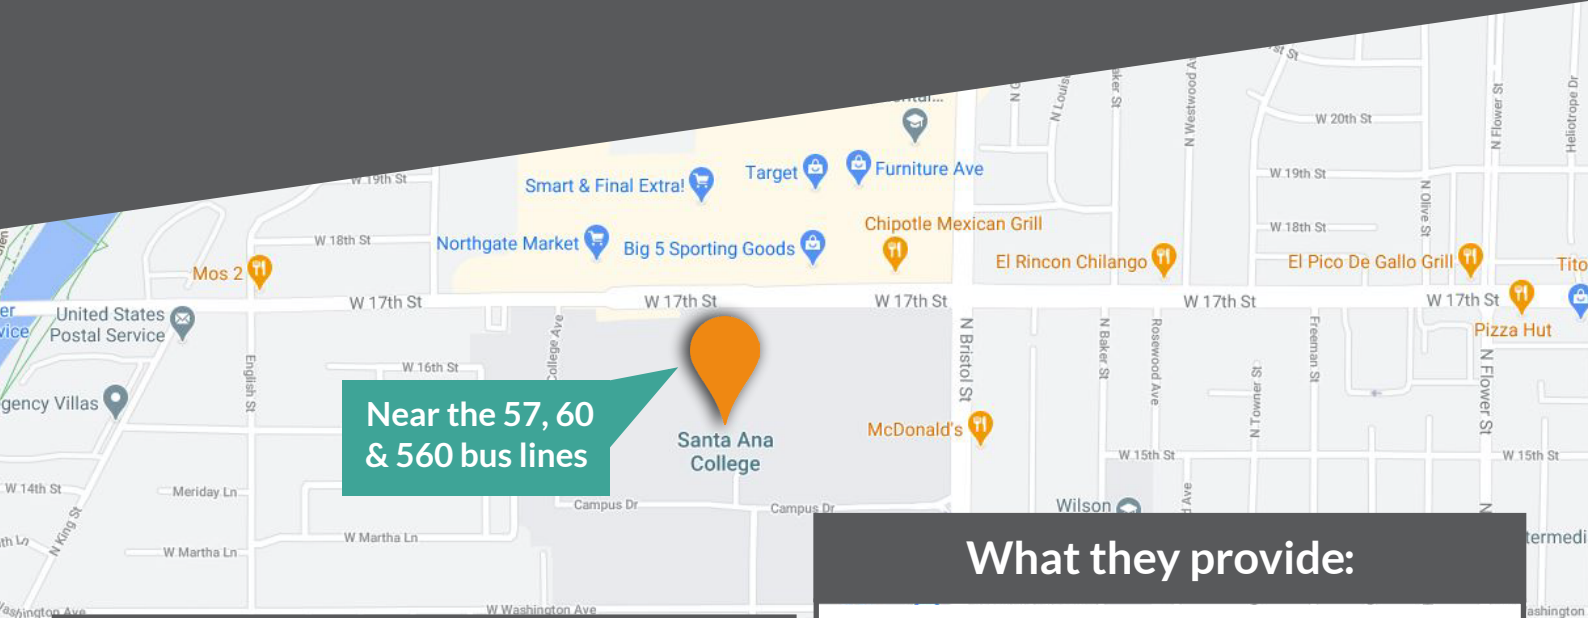 W 20th St
N Flower St
Heliotrope Dr
N Westwood
W 19th St
Smart & Final Extra!
Target
Furniture Ave
W 19th St
N Olive St
W 18th St
Northgate Market
Big 5 Sporting Goods
Chipotle Mexican Grill
W 18th St
Mos 2
El Rincon Chilango
El Pico De Gallo Grill
W 17th St
W 17th St
W 17th St
W 17th St
W 17th St
United States
Postal Service
Pizza Hut
College Ave
N Bristol St
N Baker St
Rosewood Ave
Freeman St
N Flower St
English St
W 16th St
N Towner St
Near the 57, 60
& 560 bus lines
Santa Ana
College
McDonald's
W 15th St
W 15th St
W 14th St
Meriday Ln
Campus Dr
Campus Dr
Wilson
N King St
W Martha Ln
W Martha Ln
What they provide:
W Washington Ave